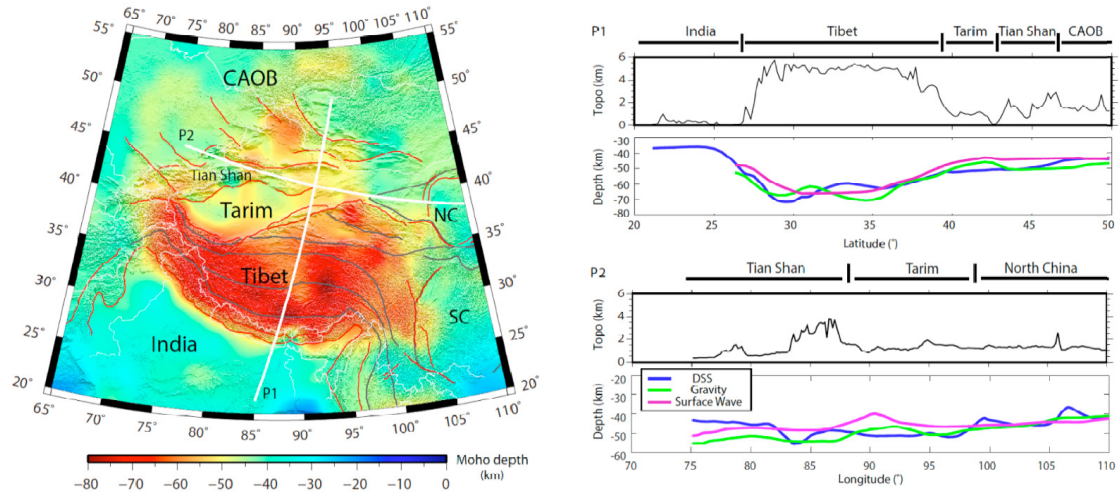 65° 70° 75° 80° 85° 90° 95° 100° 105° 110°
55° 55°
50° 50°
45° 45°
40° 40°
35° 35°
30° 30°
25° 25°
20° 20°
65° 70° 75° 80° 85° 90° 95° 100° 105° 110°
CAOB
P2
Tian Shan
Tarim
NC
Tibet
SC
India
P1
−80 −70 −60 −50 −40 −30 −20 −10 0
Moho depth
(km)
P1
India Tibet Tarim Tian Shan CAOB
Topo (km)
6
4
2
0
Depth (km)
-30
-40
-50
-60
-70
-80
20 25 30 35 40 45 50
Latitude (°)
P2
Tian Shan Tarim North China
Topo (km)
6
4
2
0
DSS
Gravity
Surface Wave
Depth (km)
-20
-30
-40
-50
-60
70 75 80 85 90 95 100 105 110
Longitude (°)